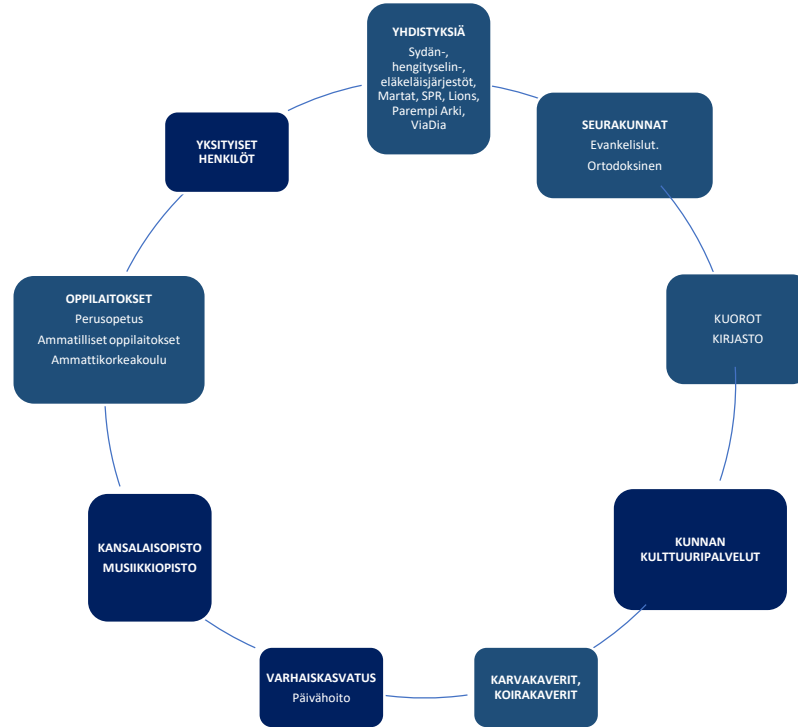 YHDISTYKSIÄ
Sydän-,
hengityselin-,
eläkeläisjärjestöt,
Martat, SPR, Lions,
Parempi Arki,
ViaDia
SEURAKUNNAT
Evankelislut.
Ortodoksinen
KUOROT
KIRJASTO
KUNNAN
KULTTUURIPALVELUT
KARVAKAVERIT,
KOIRAKAVERIT
VARHAISKASVATUS
Päivähoito
KANSALAISOPISTO
MUSIIKKIOPISTO
OPPILAITOKSET
Perusopetus
Ammatilliset oppilaitokset
Ammattikorkeakoulu
YKSITYISET
HENKILÖT